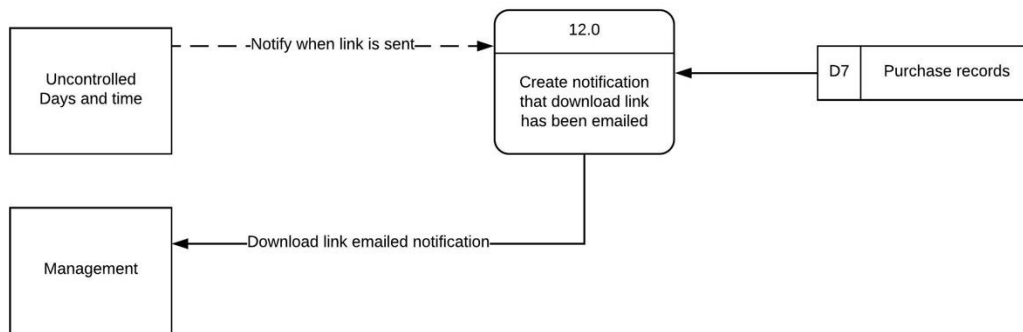 Uncontrolled
Days and time
Notify when link is sent
12.0
Create notification
that download link
has been emailed
D7
Purchase records
Management
Download link emailed notification